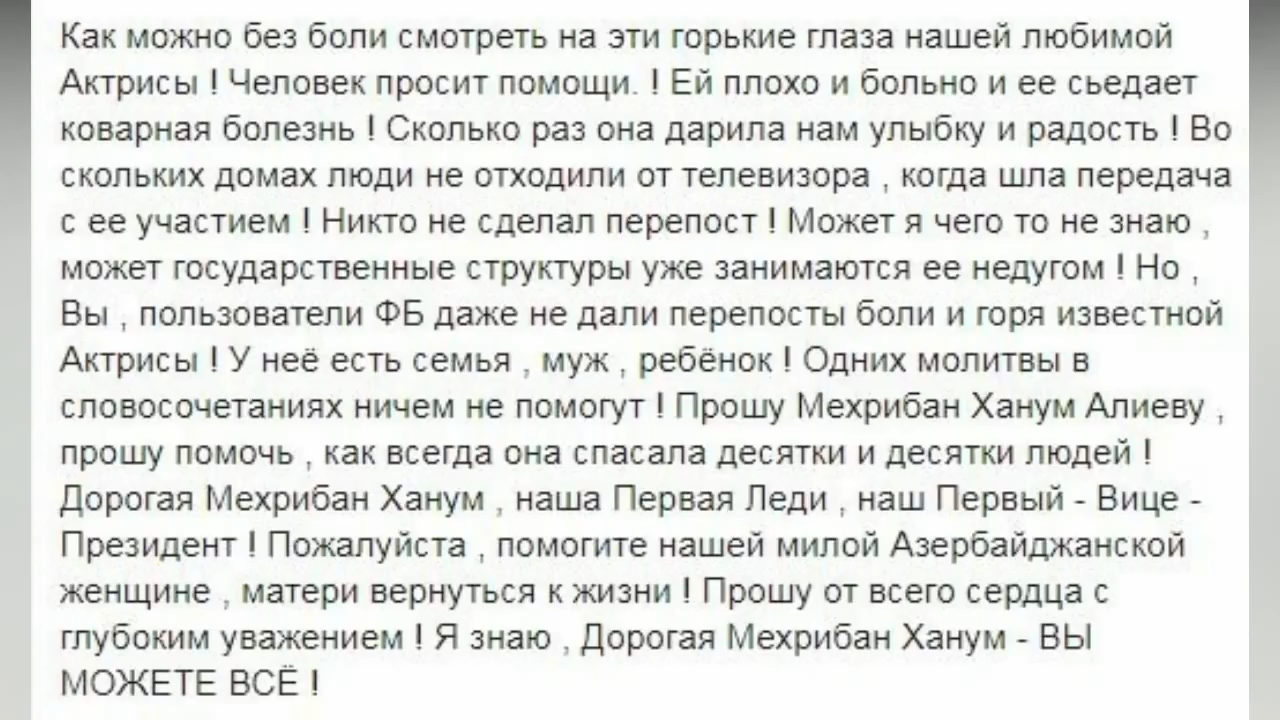 Как можно без боли смотреть на эти горькие глаза нашей любимой
Актрисы ! Человек просит помощи. ! Ей плохо и больно и ее сьедает
коварная болезнь ! Сколько раз она дарила нам улыбку и радость ! Во
скольких домах люди не отходили от телевизора , когда шла передача
с ее участием ! Никто не сделал перепост ! Может я чего то не знаю ,
может государственные структуры уже занимаются ее недугом ! Но ,
Вы , пользователи ФБ даже не дали перепосты боли и горя известной
Актрисы ! У неё есть семья , муж , ребёнок ! Одних молитвы в
словосочетаниях ничем не помогут ! Прошу Мехрибан Ханум Алиеву ,
прошу помочь , как всегда она спасала десятки и десятки людей !
Дорогая Мехрибан Ханум , наша Первая Леди , наш Первый - Вице -
Президент ! Пожалуйста , помогите нашей милой Азербайджанской
женщине , матери вернуться к жизни ! Прошу от всего сердца с
глубоким уважением ! Я знаю , Дорогая Мехрибан Ханум - ВЫ
МОЖЕТЕ ВСЁ !